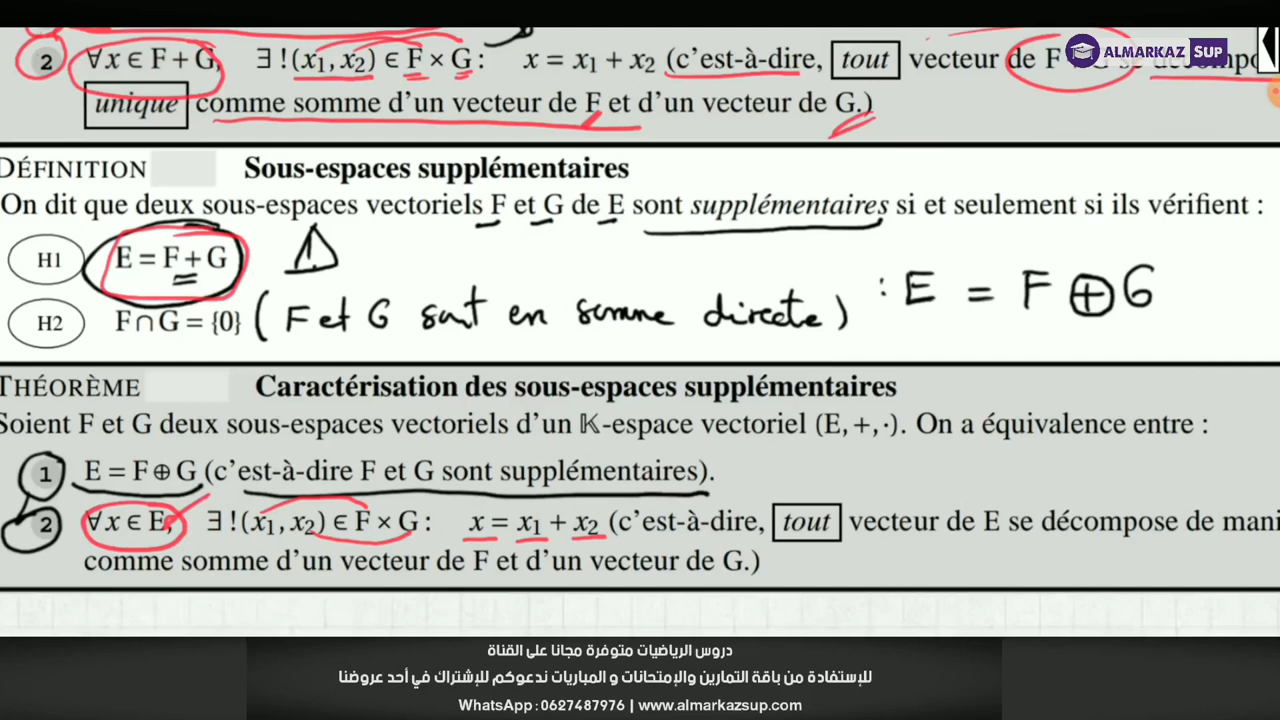 2 ∀x ∈ F + G, ∃ !(x₁, x₂) ∈ F × G : x = x₁ + x₂ (c’est-à-dire, tout vecteur de F
ALMARKAZ SUP
unique comme somme d’un vecteur de F et d’un vecteur de G.)
DÉFINITION Sous-espaces supplémentaires
On dit que deux sous-espaces vectoriels F et G de E sont supplémentaires si et seulement si ils vérifient :
H1 E = F + G
H2 F ∩ G = {0} (F et G sont en somme directe) : E = F ⊕ G
THÉORÈME Caractérisation des sous-espaces supplémentaires
Soient F et G deux sous-espaces vectoriels d’un 𝕂-espace vectoriel (E, +, ·). On a équivalence entre :
1 E = F ⊕ G (c’est-à-dire F et G sont supplémentaires).
2 ∀x ∈ E, ∃ !(x₁, x₂) ∈ F × G : x = x₁ + x₂ (c’est-à-dire, tout vecteur de E se décompose de mani
comme somme d’un vecteur de F et d’un vecteur de G.)
دروس الرياضيات متوفرة مجانا على القناة
للإستفادة من باقة التمارين والإمتحانات و المباريات ندعوكم للإشتراك في أحد عروضنا
WhatsApp : 0627487976 | www.almarkazsup.com